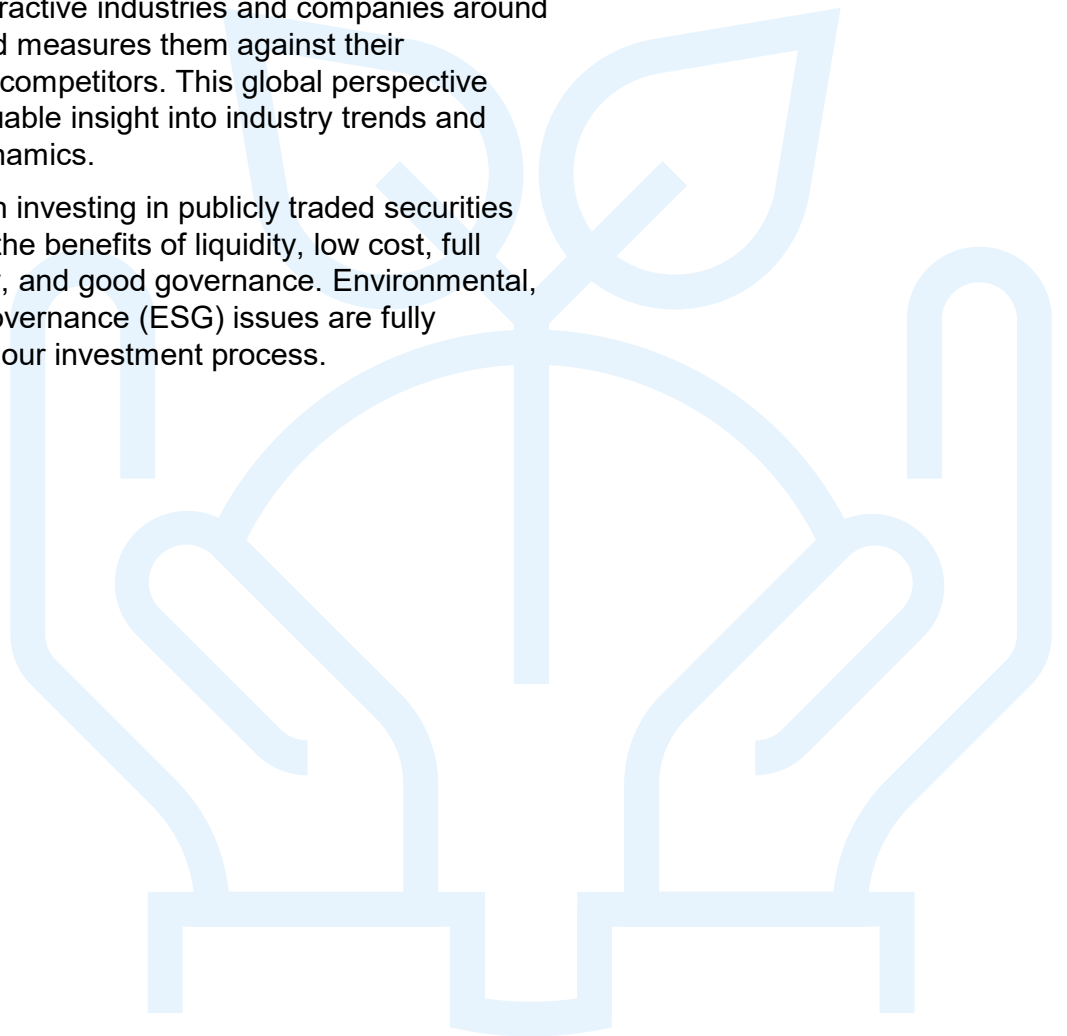 ractive industries and companies around
d measures them against their
competitors. This global perspective
uable insight into industry trends and
namics.
n investing in publicly traded securities
the benefits of liquidity, low cost, full
, and good governance. Environmental,
overnance (ESG) issues are fully
our investment process.